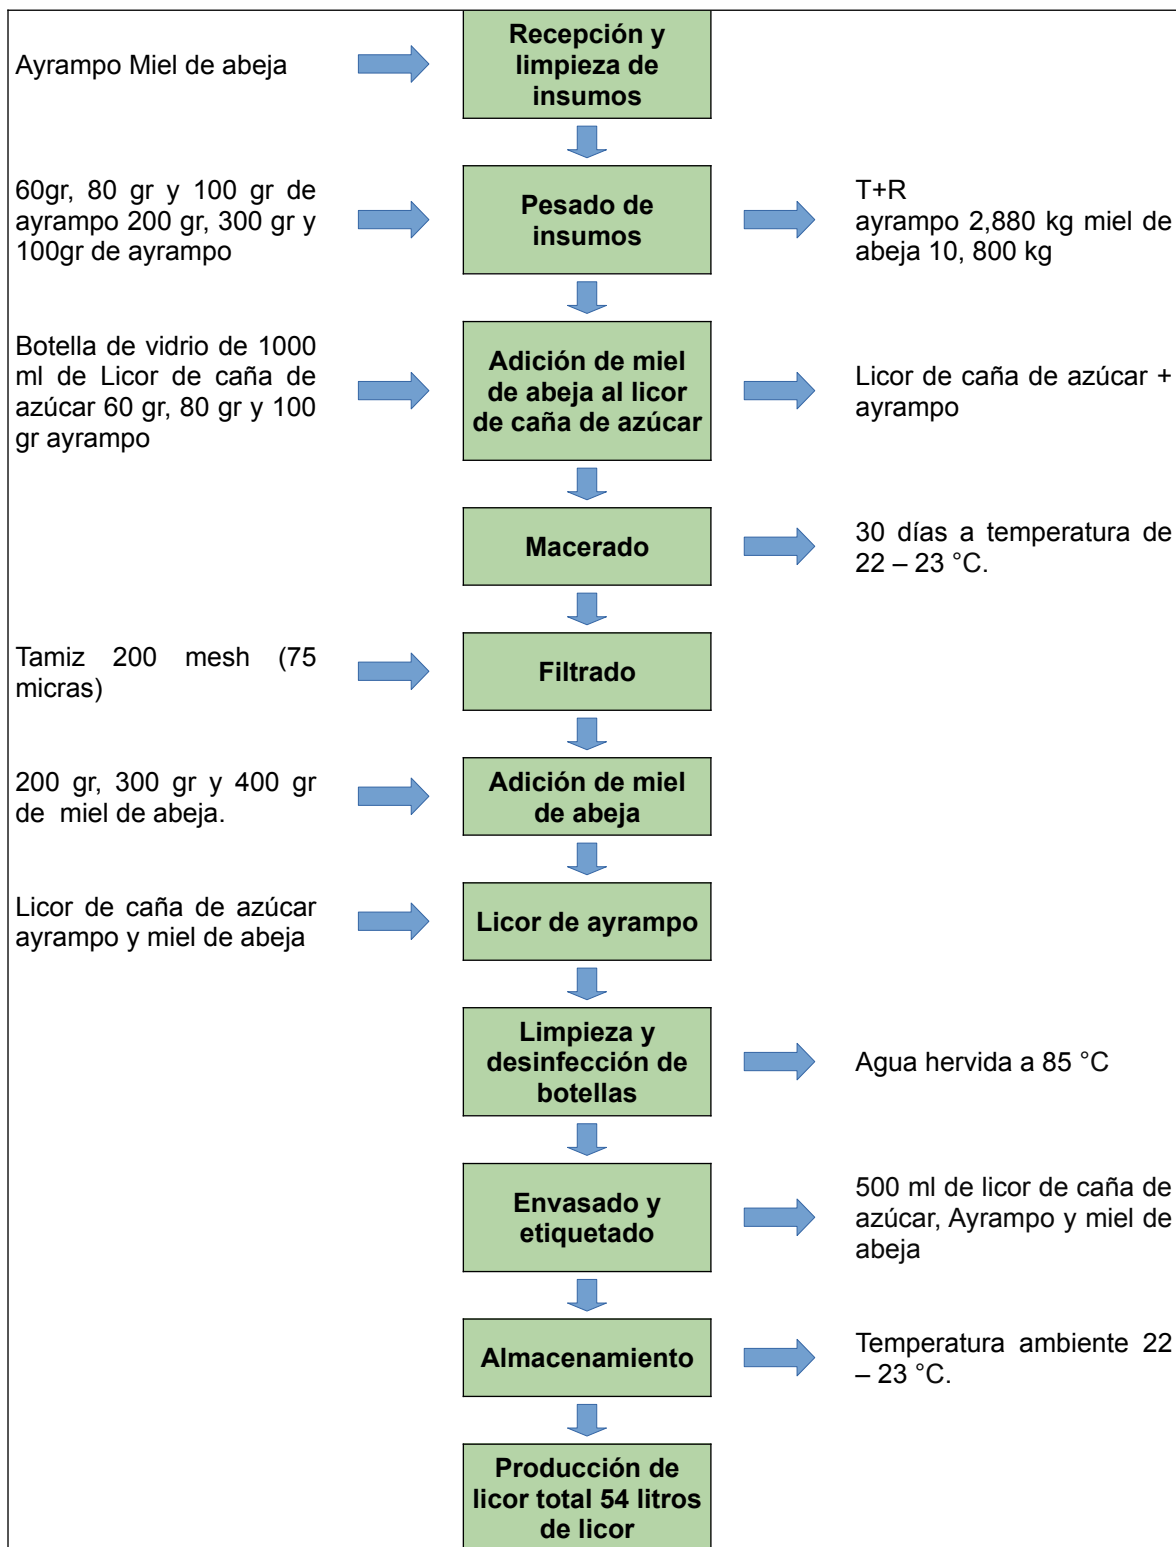 Ayrampo Miel de abeja
Recepción y
limpieza de
insumos
60gr, 80 gr y 100 gr de
ayrampo 200 gr, 300 gr y
100gr de ayrampo
Pesado de
insumos
T+R
ayrampo 2,880 kg miel de
abeja 10, 800 kg
Botella de vidrio de 1000
ml de Licor de caña de
azúcar 60 gr, 80 gr y 100
gr ayrampo
Adición de miel
de abeja al licor
de caña de azúcar
Licor de caña de azúcar +
ayrampo
Macerado
30 días a temperatura de
22 – 23 °C.
Tamiz 200 mesh (75
micras)
Filtrado
200 gr, 300 gr y 400 gr
de miel de abeja.
Adición de miel
de abeja
Licor de caña de azúcar
ayrampo y miel de abeja
Licor de ayrampo
Limpieza y
desinfección de
botellas
Agua hervida a 85 °C
Envasado y
etiquetado
500 ml de licor de caña de
azúcar, Ayrampo y miel de
abeja
Almacenamiento
Temperatura ambiente 22
– 23 °C.
Producción de
licor total 54 litros
de licor